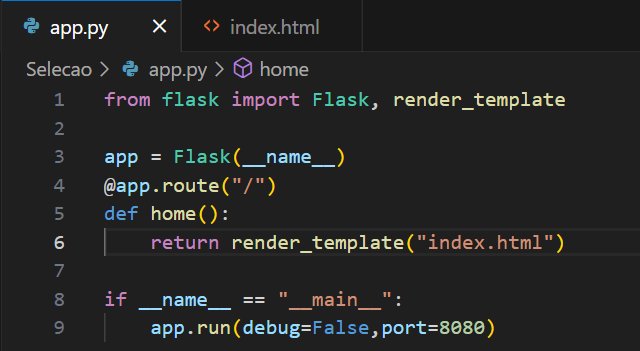 app.py index.html
Selecao > app.py > home
1 from flask import Flask, render_template
2
3 app = Flask(__name__)
4 @app.route("/")
5 def home():
6     return render_template("index.html")
7
8 if __name__ == "__main__":
9     app.run(debug=False,port=8080)